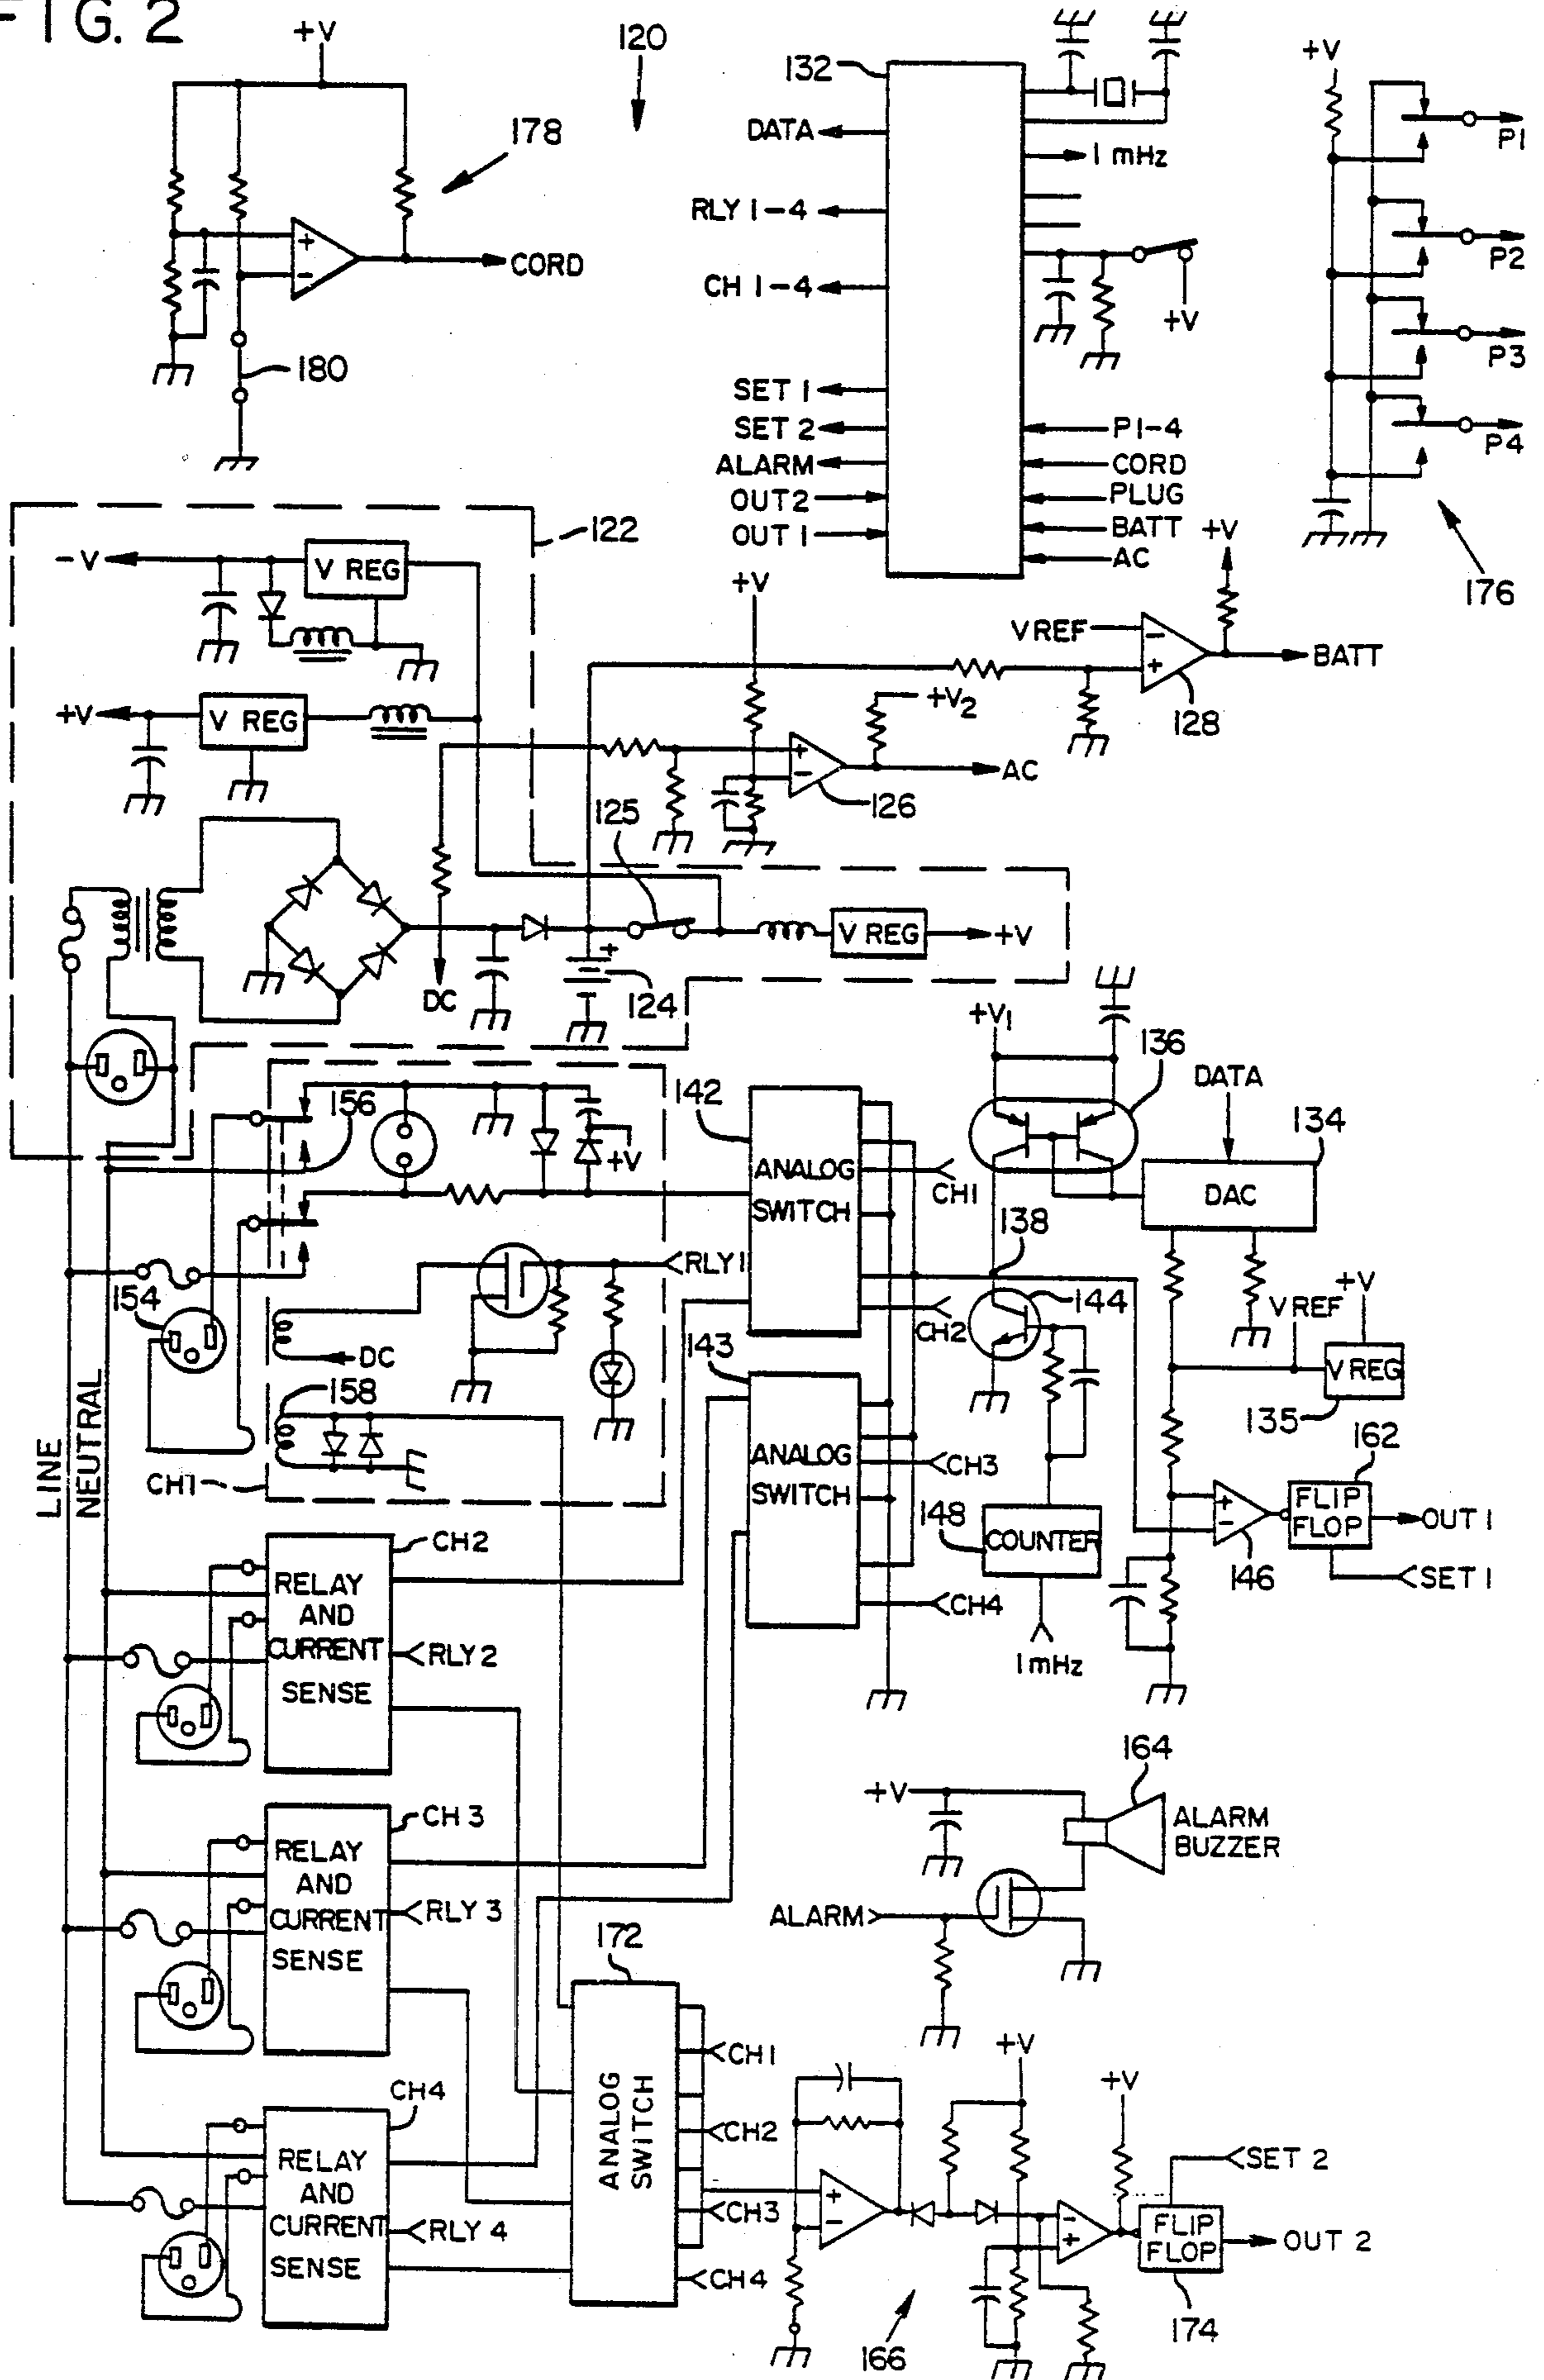 FIG. 2
+V
120
178
CORD
180
132
DATA
1 mHz
RLY 1-4
CH 1-4
+V
SET 1
SET 2
ALARM
OUT 2
OUT 1
P1-4
CORD
PLUG
BATT
AC
+V
P1
P2
P3
P4
176
122
-V
V REG
+V
V REG
+V
VREF
+V
BATT
128
+V2
AC
126
125
DC
+
124
V REG
+V
+V1
136
DATA
134
DAC
156
+V
142
ANALOG
SWITCH
CH1
CH2
138
144
RLY 1
154
DC
158
CH1
LINE
NEUTRAL
143
ANALOG
SWITCH
CH3
CH4
VREF
+V
V REG
135
162
FLIP
FLOP
OUT 1
SET 1
146
148
COUNTER
1 mHz
CH2
RELAY
AND
CURRENT
SENSE
RLY 2
CH 3
RELAY
AND
CURRENT
SENSE
RLY 3
CH4
RELAY
AND
CURRENT
SENSE
RLY 4
164
+V
ALARM
BUZZER
ALARM
172
ANALOG
SWITCH
CH1
CH2
CH3
CH4
+V
+V
SET 2
FLIP
FLOP
OUT 2
174
166